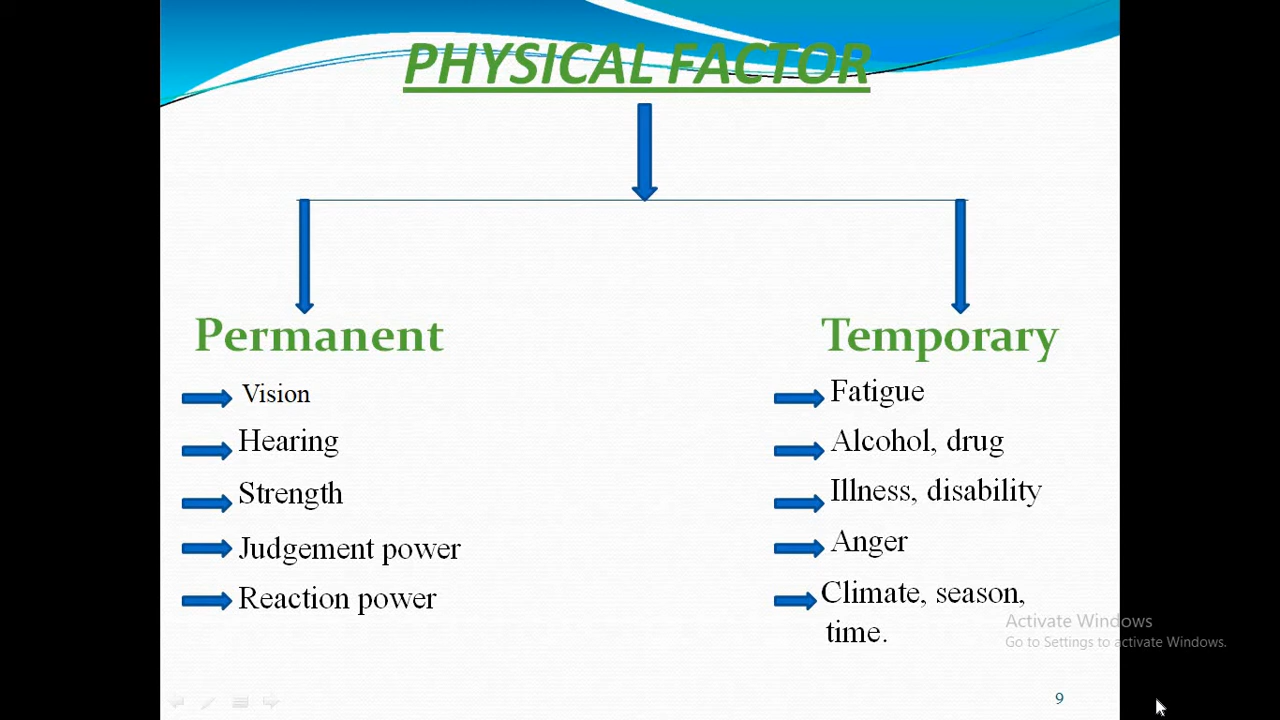 PHYSICAL FACTOR
Permanent
Vision
Hearing
Strength
Judgement power
Reaction power
Temporary
Fatigue
Alcohol, drug
Illness, disability
Anger
Climate, season,
time.
Activate Windows
Go to Settings to activate Windows.
9